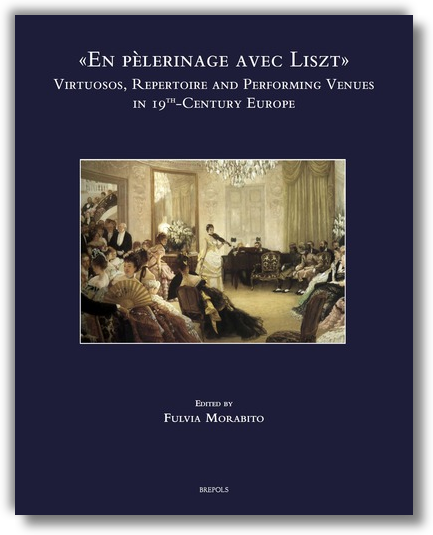 «En pèlerinage avec Liszt»
Virtuosos, Repertoire and Performing Venues
in 19th-Century Europe
Edited by
Fulvia Morabito
BREPOLS